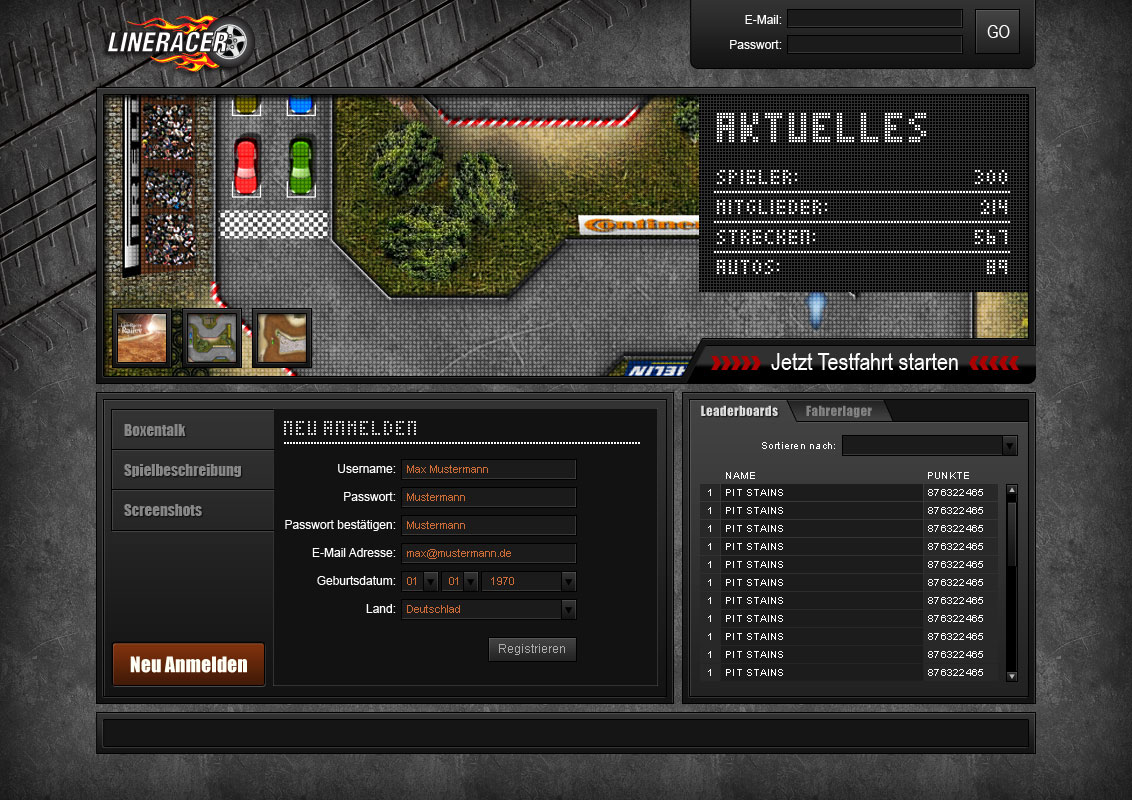 LINERACER
E-Mail:
Passwort:
GO
AKTUELLES
SPIELER: 300
MITGLIEDER: 214
STRECKEN: 567
AUTOS: 89
Jetzt Testfahrt starten
Boxentalk
Spielbeschreibung
Screenshots
Neu Anmelden
NEU ANMELDEN
Username: Max Mustermann
Passwort: Mustermann
Passwort bestätigen: Mustermann
E-Mail Adresse: max@mustermann.de
Geburtsdatum: 01 01 1970
Land: Deutschlad
Registrieren
Leaderboards Fahrerlager
Sortieren nach:
NAME PUNKTE
1 PIT STAINS 876322465
1 PIT STAINS 876322465
1 PIT STAINS 876322465
1 PIT STAINS 876322465
1 PIT STAINS 876322465
1 PIT STAINS 876322465
1 PIT STAINS 876322465
1 PIT STAINS 876322465
1 PIT STAINS 876322465
1 PIT STAINS 876322465
1 PIT STAINS 876322465